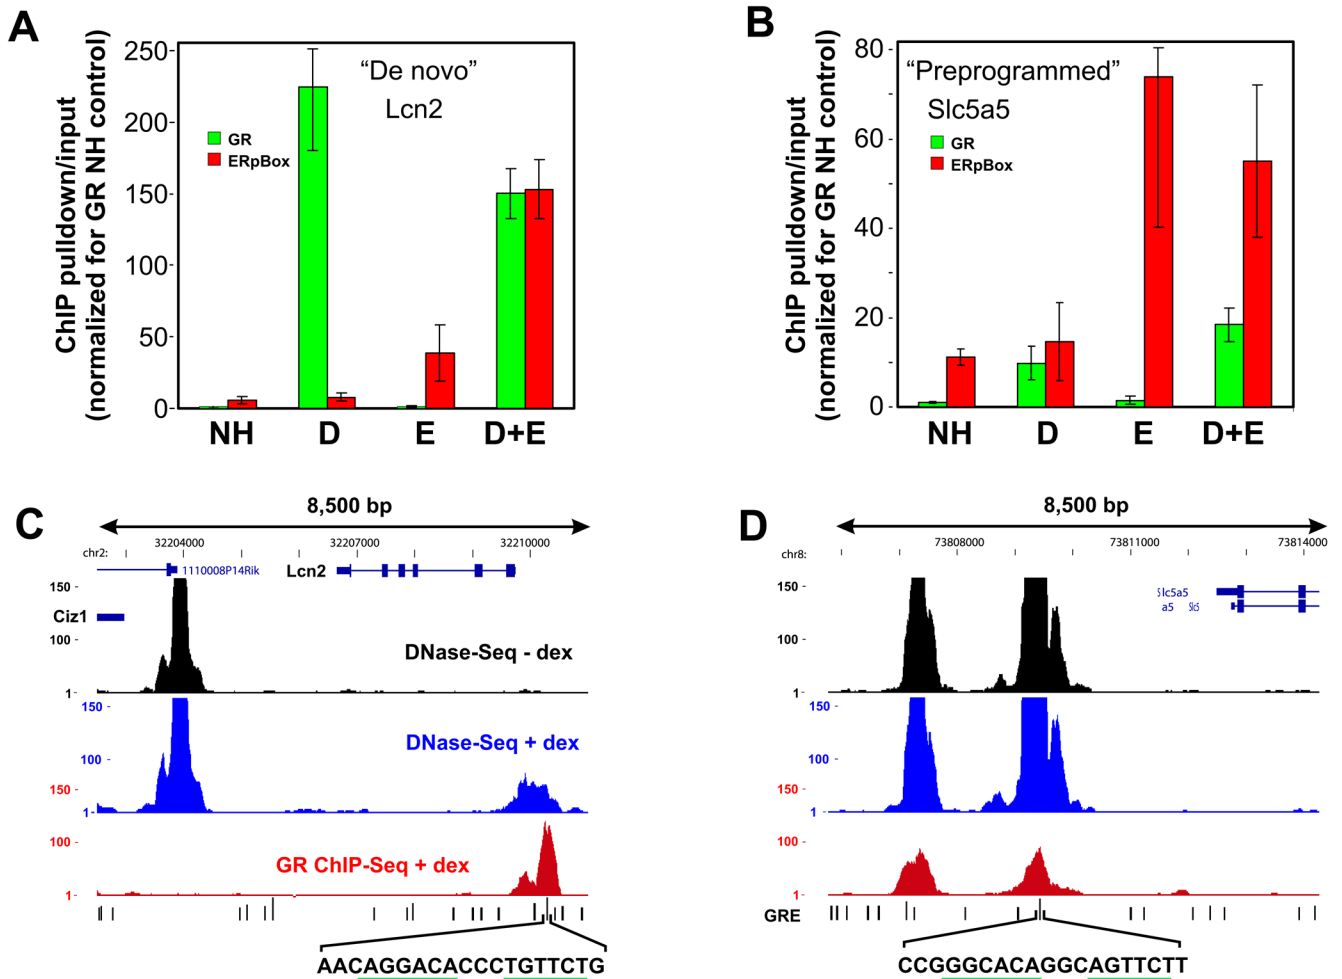 A
ChIP pulldown/input
(normalized for GR NH control)
250-
200-
150-
100-
50-
0-
“De novo”
Lcn2
GR
ERpBox
NH D E D+E
B
ChIP pulldown/input
(normalized for GR NH control)
80
60
40
20
0
“Preprogrammed”
Slc5a5
GR
ERpBox
NH D E D+E
C
8,500 bp
chr2:
32204000 32207000 32210000
1110008P14Rik
Lcn2
150 -
Ciz1
100 -
DNase-Seq - dex
1-
150 -
DNase-Seq + dex
100 -
150 -
1-
100 -
GR ChIP-Seq + dex
1-
AACAGGACACCCTGTTCTG
D
8,500 bp
chr8:
73808000 73811000 73814000
Slc5a5
a5 Slc5
150 -
100 -
1-
150 -
100 -
150 -
1-
100 -
1-
GRE
CCGGGCACAGGCAGTTCTT